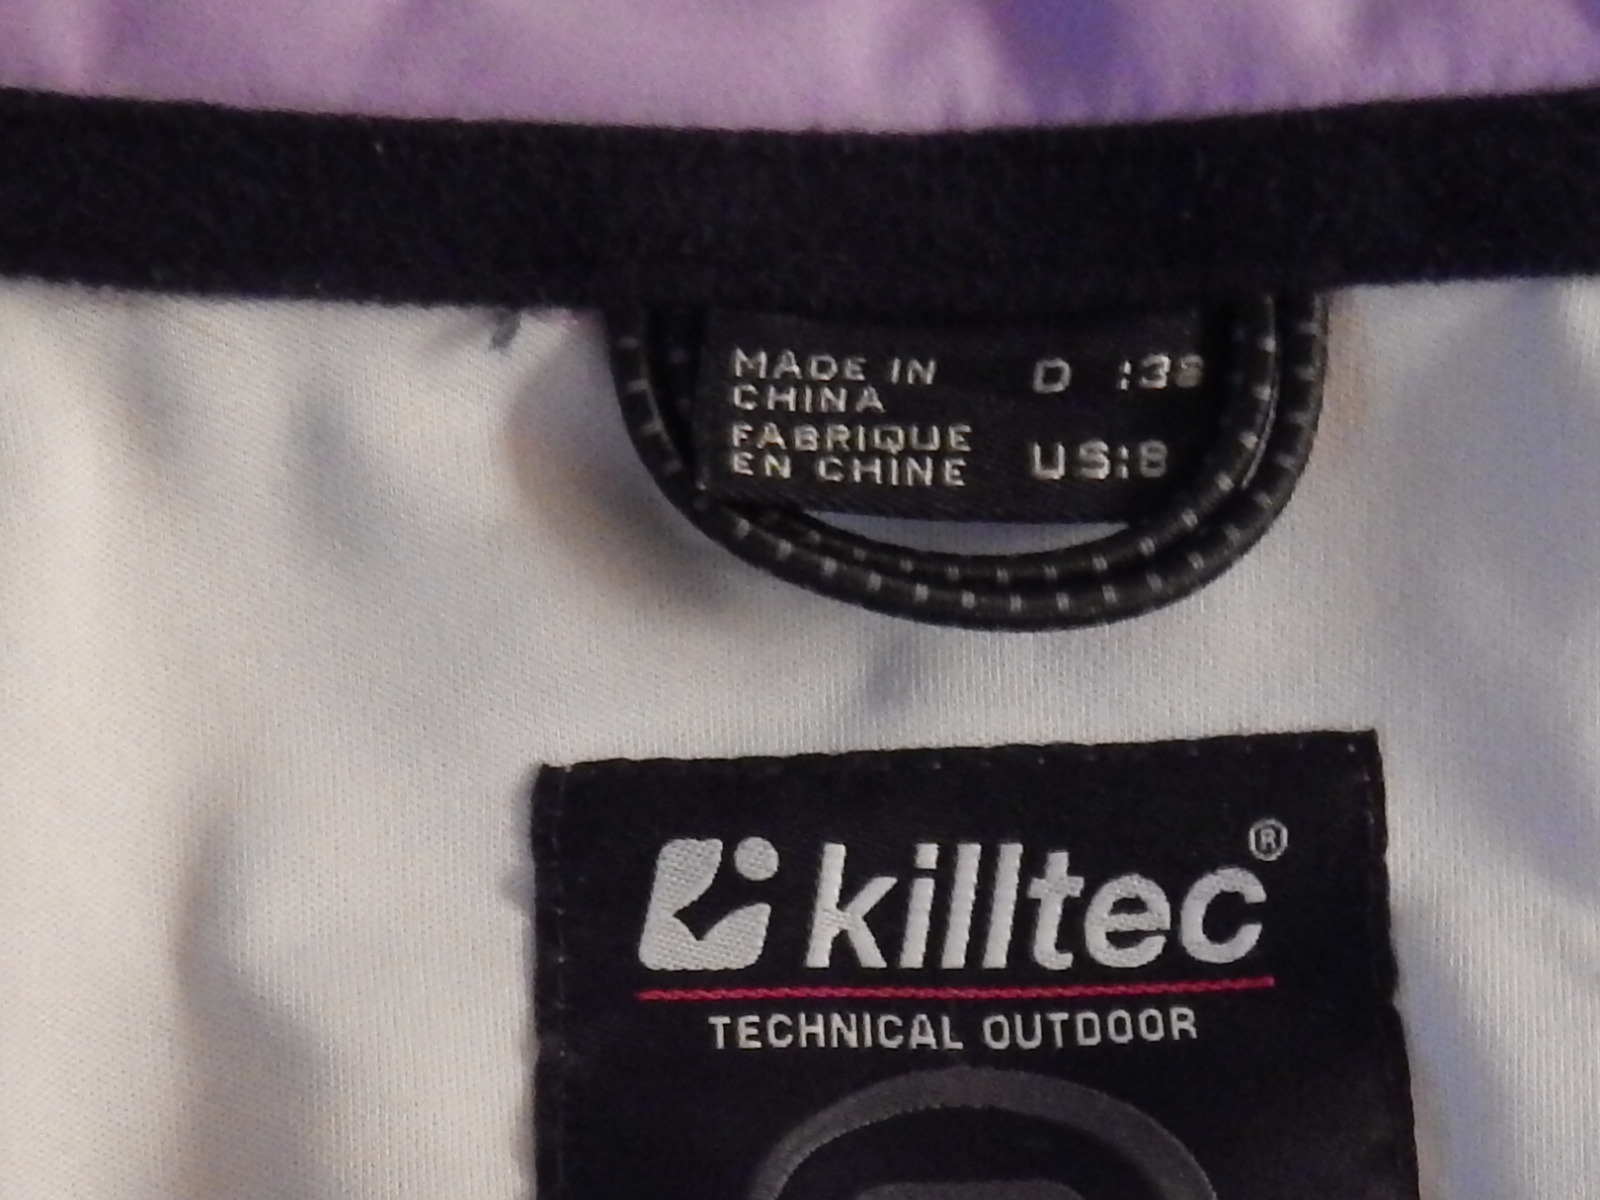 MADE IN
CHINA
FABRIQUE
EN CHINE
D :38
US:8
killtec®
TECHNICAL OUTDOOR